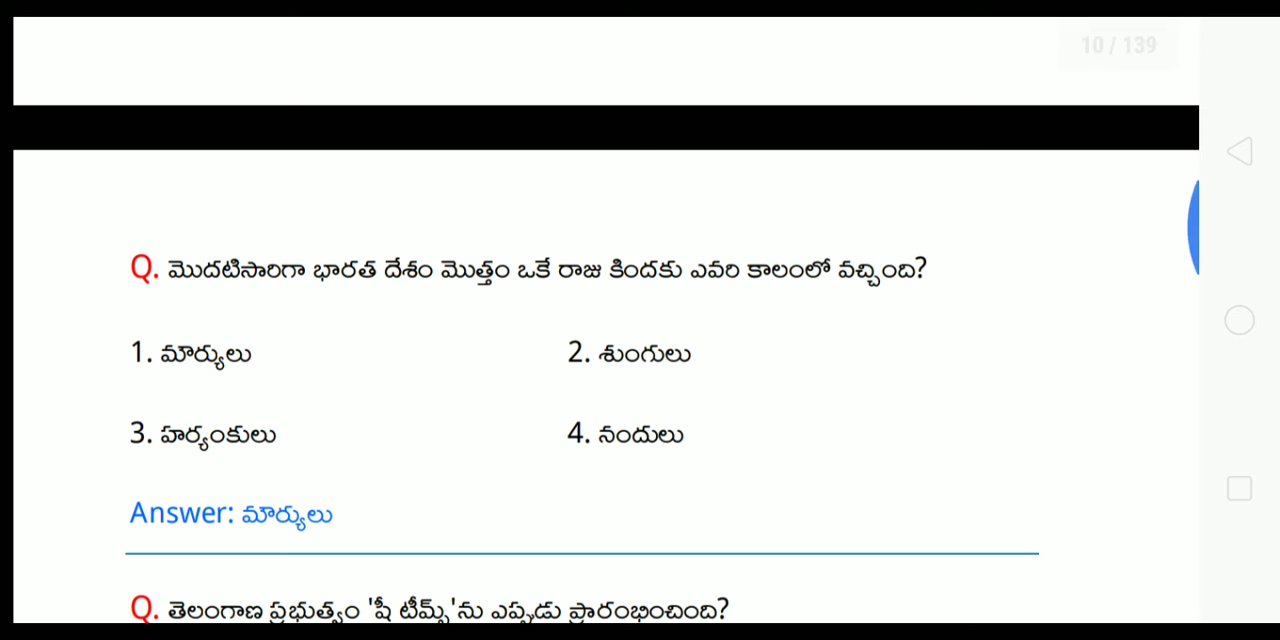 10 / 139
Q. మొదటిసారిగా భారత దేశం మొత్తం ఒకే రాజు కిందకు ఎవరి కాలంలో వచ్చింది?
1. మౌర్యులు 2. శుంగులు
3. హర్యంకులు 4. నందులు
Answer: మౌర్యులు
Q. తెలంగాణ ప్రభుత్వం 'షీ టీమ్స్'ను ఎప్పుడు ప్రారంభించింది?